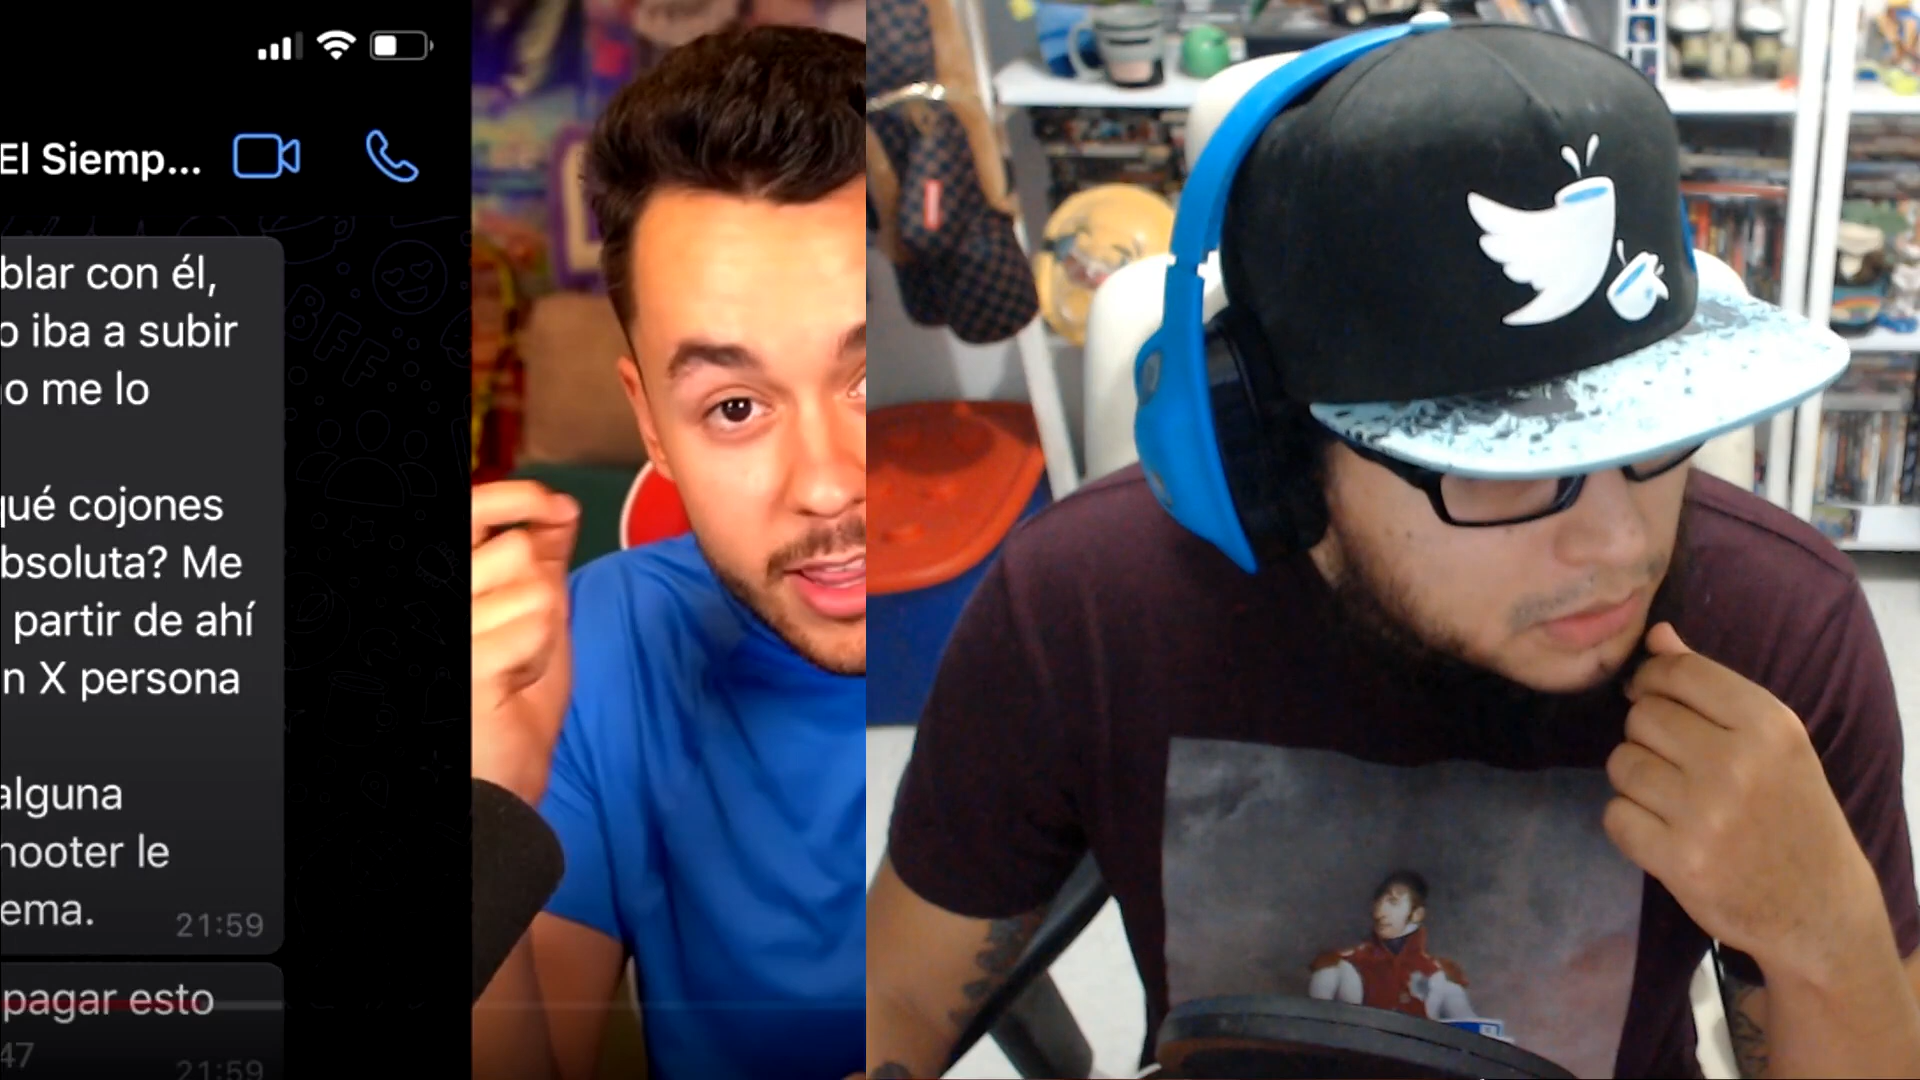 El Siemp...
blar con él,
o iba a subir
o me lo
qué cojones
bsoluta? Me
partir de ahí
n X persona
alguna
hooter le
ema.
21:59
pagar esto
47
21:59